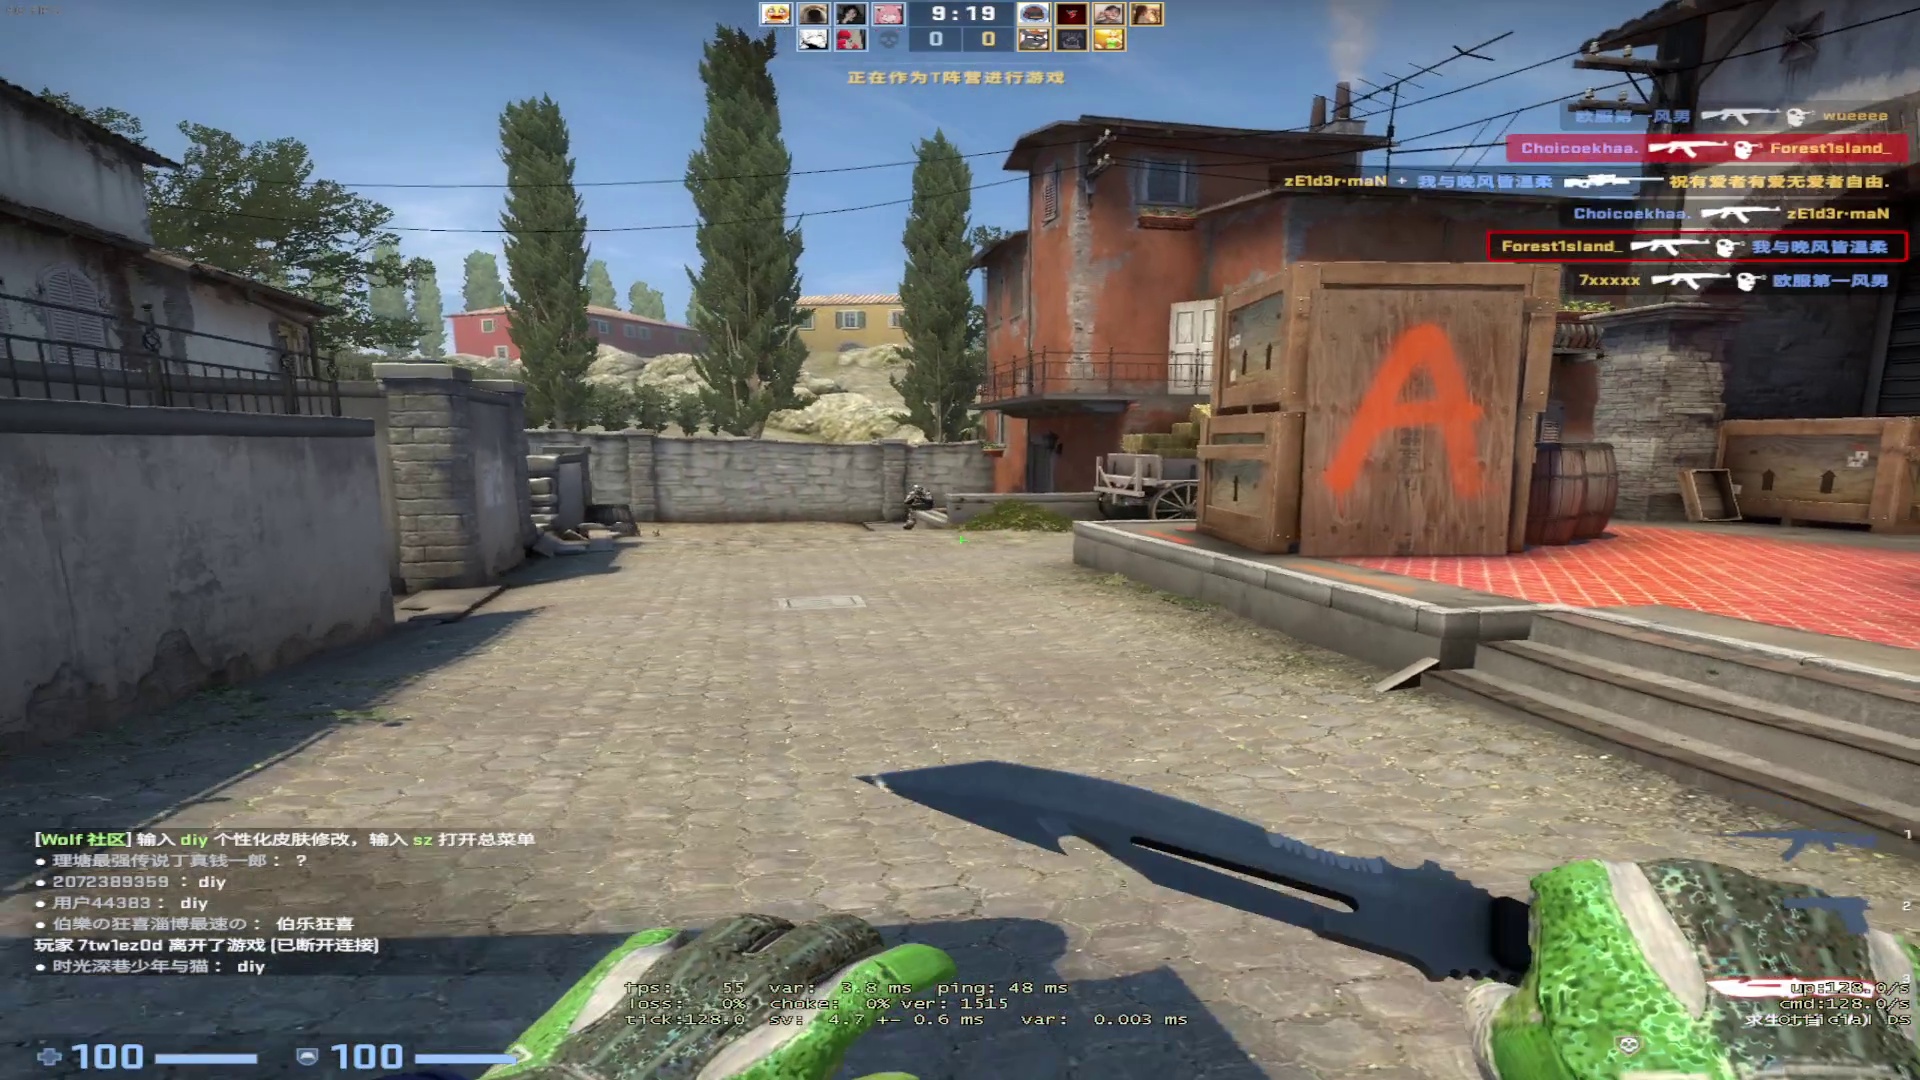 9:19
0 0
正在作为T阵营进行游戏
欧服第一风男 wueeee
Choicoekhaa. Forest1sland_
zE1d3r·maN + 我与晚风皆温柔 祝有爱者有爱无爱者自由.
Choicoekhaa. zE1d3r·maN
Forest1sland_ 我与晚风皆温柔
7xxxxx 欧服第一风男
A
[Wolf 社区] 输入 diy 个性化皮肤修改，输入 sz 打开总菜单
● 理塘最强传说丁真钱一郎： ？
● 2072389359 ： diy
● 用户44383： diy
● 伯樂の狂喜淄博最速の： 伯乐狂喜
玩家 7tw1ez0d 离开了游戏 (已断开连接)
● 时光深巷少年与猫： diy
1
2
3
fps: 55 var: 3.8 ms ping: 48 ms
loss: 0% choke: 0% ver: 1515
tick:128.0 sv: 4.7 +- 0.6 ms var: 0.003 ms
up:128.0/s
cmd:128.0/s
Official DS
100 100